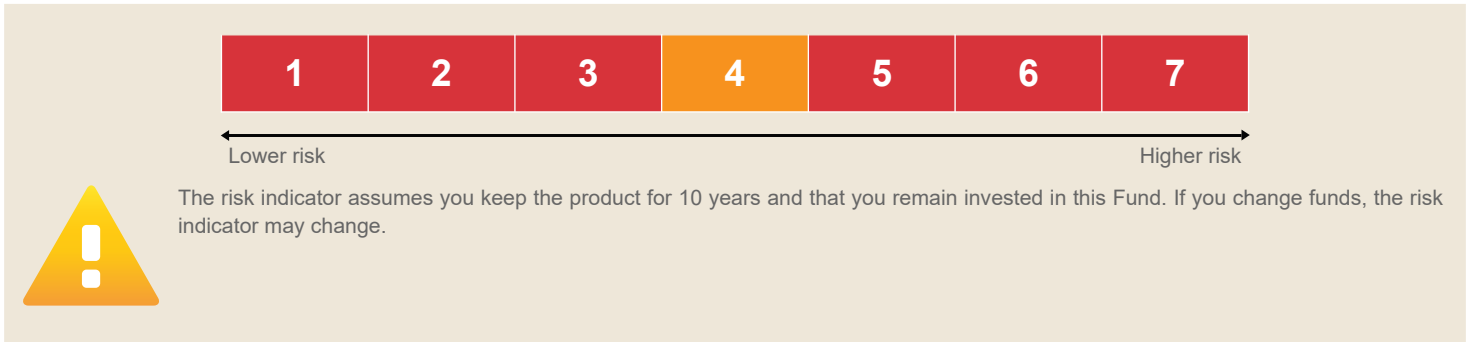 1 2 3 4 5 6 7
Lower risk Higher risk
The risk indicator assumes you keep the product for 10 years and that you remain invested in this Fund. If you change funds, the risk
indicator may change.